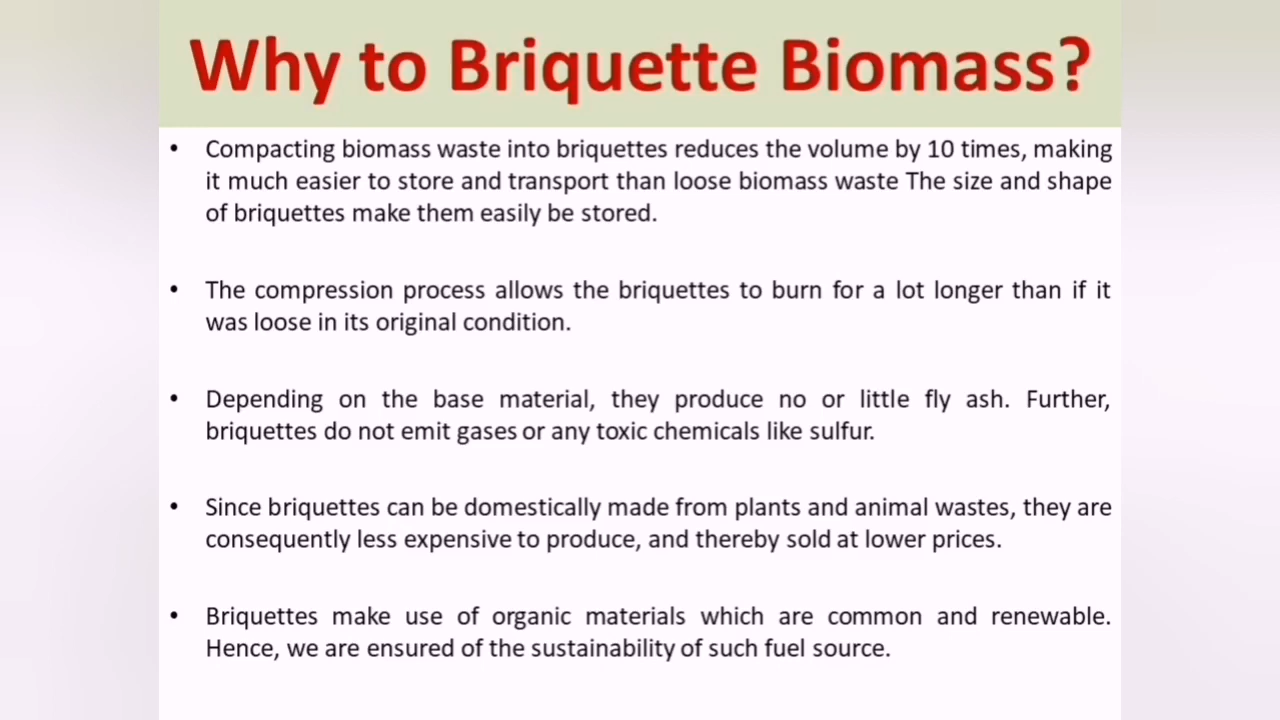 Why to Briquette Biomass?
• Compacting biomass waste into briquettes reduces the volume by 10 times, making
it much easier to store and transport than loose biomass waste The size and shape
of briquettes make them easily be stored.
• The compression process allows the briquettes to burn for a lot longer than if it
was loose in its original condition.
• Depending on the base material, they produce no or little fly ash. Further,
briquettes do not emit gases or any toxic chemicals like sulfur.
• Since briquettes can be domestically made from plants and animal wastes, they are
consequently less expensive to produce, and thereby sold at lower prices.
• Briquettes make use of organic materials which are common and renewable.
Hence, we are ensured of the sustainability of such fuel source.